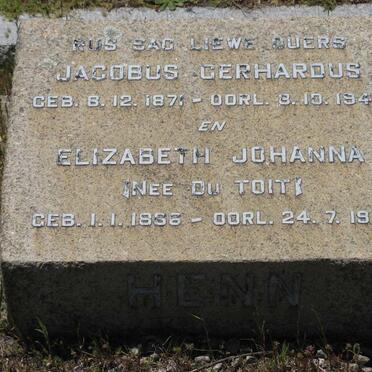 RUS SAG LIEWE OUERS
JACOBUS GERHARDUS
GEB. 8.12.1871 - OORL. 8.10.194
EN
ELIZABETH JOHANNA
(NEE DU TOIT)
GEB. 1.1.1886 - OORL. 24.7.19
HENN